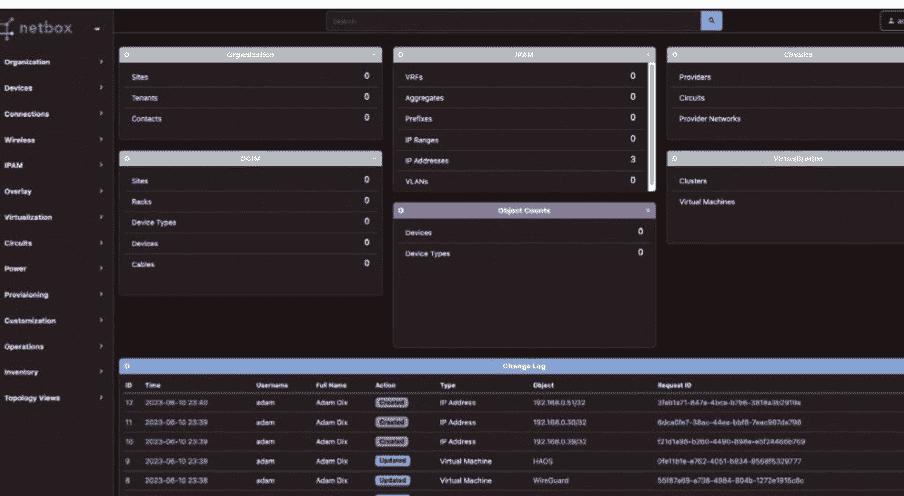 netbox
Search
Organization
Devices
Connections
Wireless
IPAM
Overlay
Virtualization
Circuits
Power
Provisioning
Customization
Operations
Inventory
Topology Views
Organization
Sites 0
Tenants 0
Contacts 0
IPAM
VRFs 0
Aggregates 0
Prefixes 0
IP Ranges 0
IP Addresses 3
VLANs 0
Circuits
Providers
Circuits
Provider Networks
DCIM
Sites 0
Racks 0
Device Types 0
Devices 0
Cables 0
Object Counts
Devices 0
Device Types 0
Virtualization
Clusters
Virtual Machines
Change Log
ID Time Username Full Name Action Type Object Request ID
12 2023-06-10 23:40 adam Adam Dix Created IP Address 192.168.0.51/32
11 2023-06-10 23:39 adam Adam Dix Created IP Address 192.168.0.30/32
10 2023-06-10 23:39 adam Adam Dix Created IP Address 192.168.0.39/32
9 2023-06-10 23:39 adam Adam Dix Updated Virtual Machine HAOS
8 2023-06-10 23:38 adam Adam Dix Updated Virtual Machine WireGuard